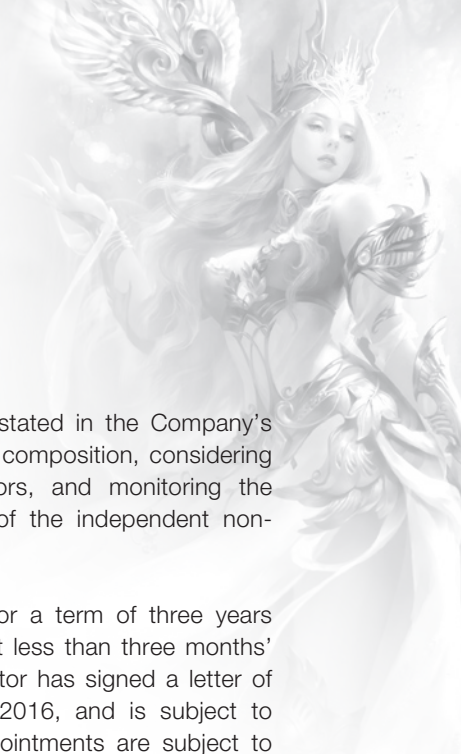 stated in the Company's
composition, considering
ors, and monitoring the
of the independent non-
or a term of three years
t less than three months'
tor has signed a letter of
2016, and is subject to
ointments are subject to